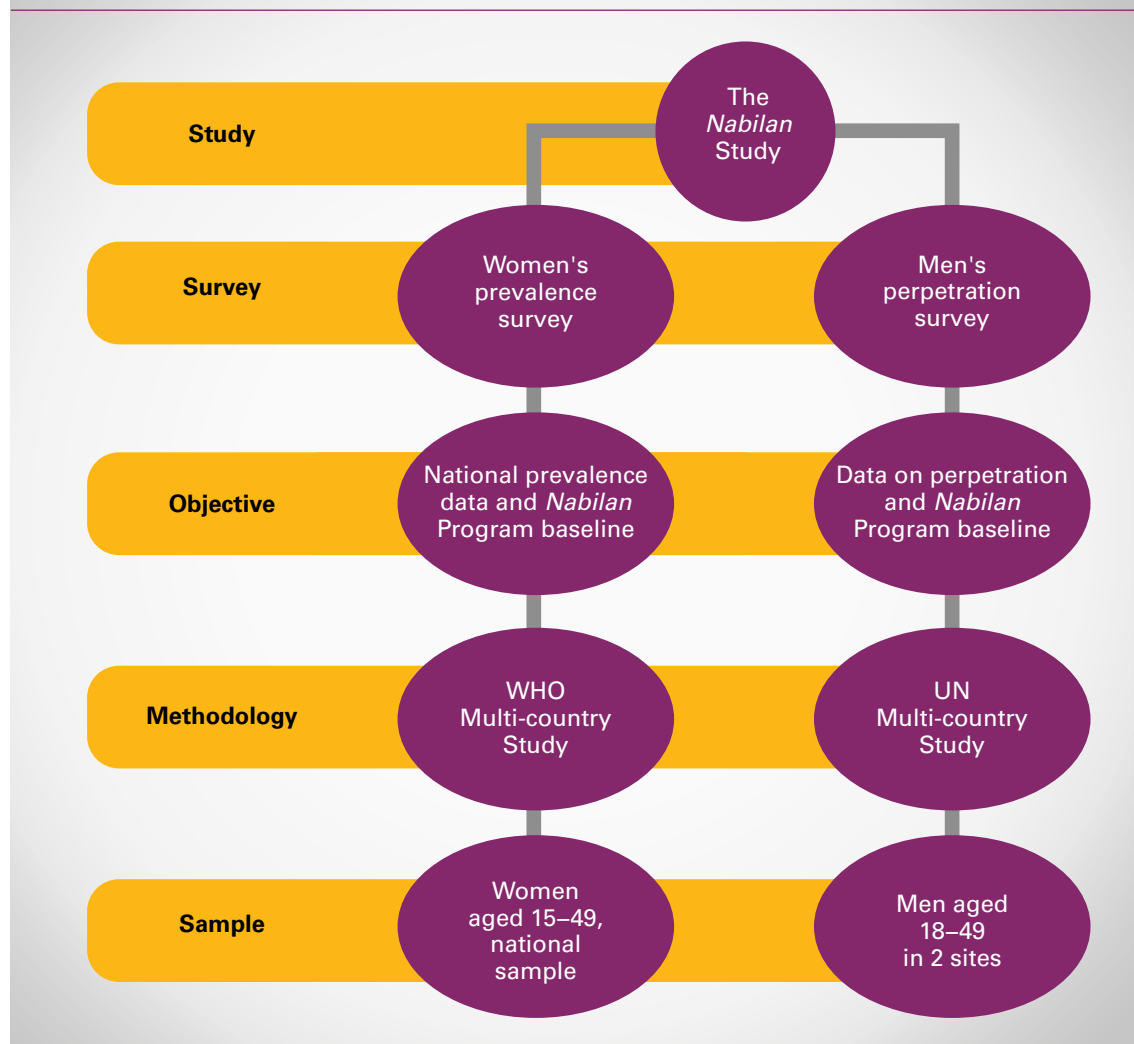 Study
The
Nabilan
Study
Survey
Women's
prevalence
survey
Men's
perpetration
survey
Objective
National prevalence
data and Nabilan
Program baseline
Data on perpetration
and Nabilan
Program baseline
Methodology
WHO
Multi-country
Study
UN
Multi-country
Study
Sample
Women
aged 15–49,
national
sample
Men aged
18–49
in 2 sites